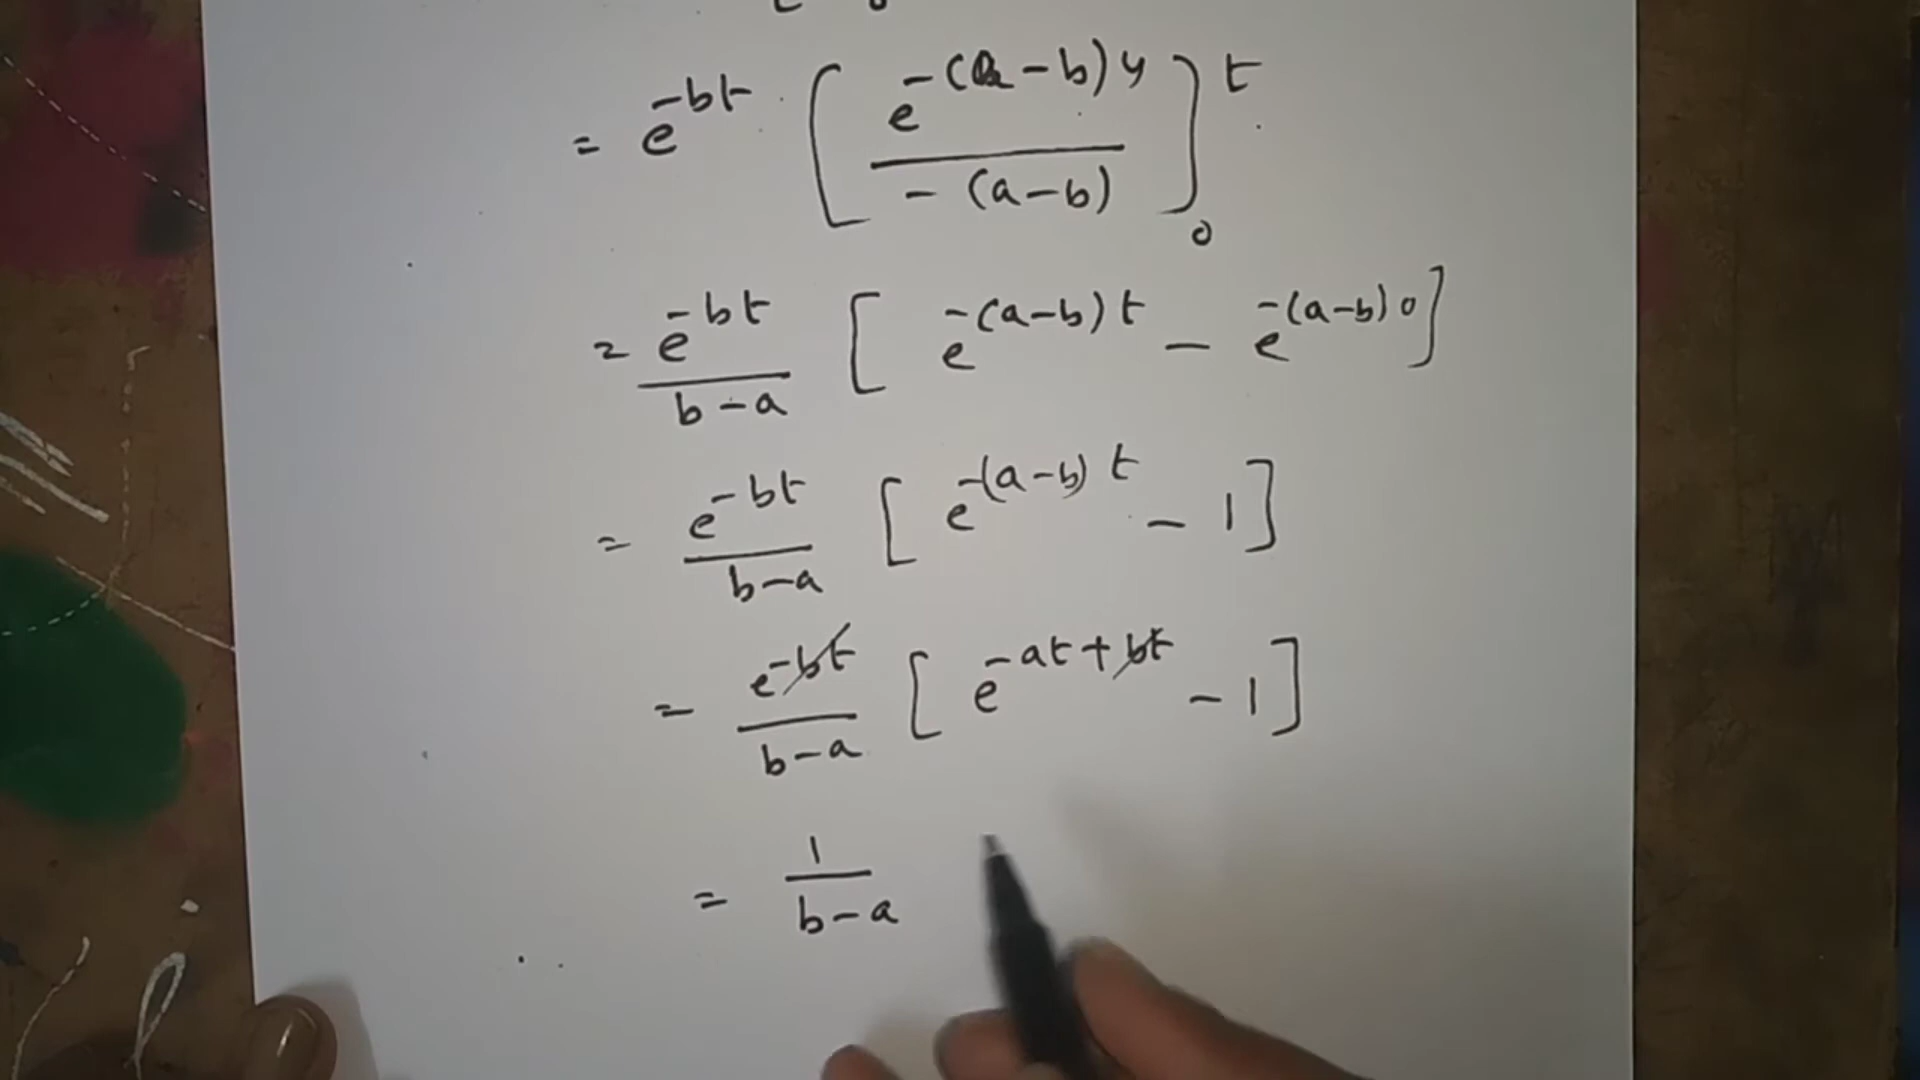 = e^{-bt} [ e^{-(a-b)y} / -(a-b) ]_0^t
= e^{-bt} / b-a [ e^{-(a-b)t} - e^{-(a-b)0} ]
= e^{-bt} / b-a [ e^{-(a-b)t} - 1 ]
= e^{-bt} / b-a [ e^{-at+bt} - 1 ]
= 1 / b-a